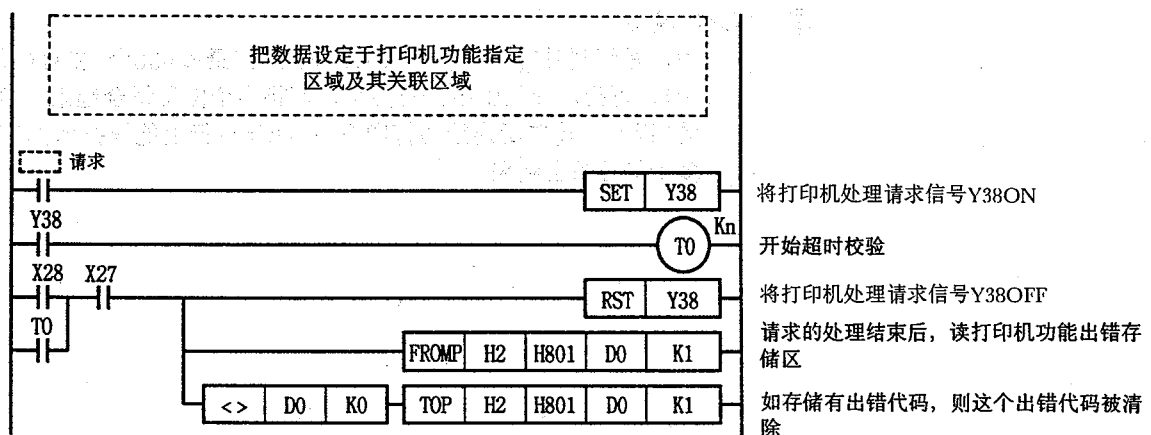 把数据设定于打印机功能指定
区域及其关联区域
请求
SET Y38 将打印机处理请求信号Y38ON
Y38 Kn
T0 开始超时校验
X28 X27
RST Y38 将打印机处理请求信号Y38OFF
T0 请求的处理结束后，读打印机功能出错存
FROMP H2 H801 D0 K1 储区
<> D0 K0 TOP H2 H801 D0 K1 如存储有出错代码，则这个出错代码被清
除